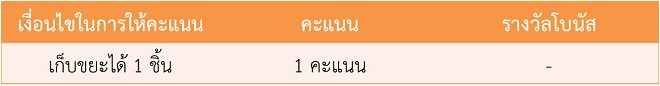 เงื่อนไขในการให้คะแนน คะแนน รางวัลโบนัส
เก็บขยะได้ 1 ชิ้น 1 คะแนน -